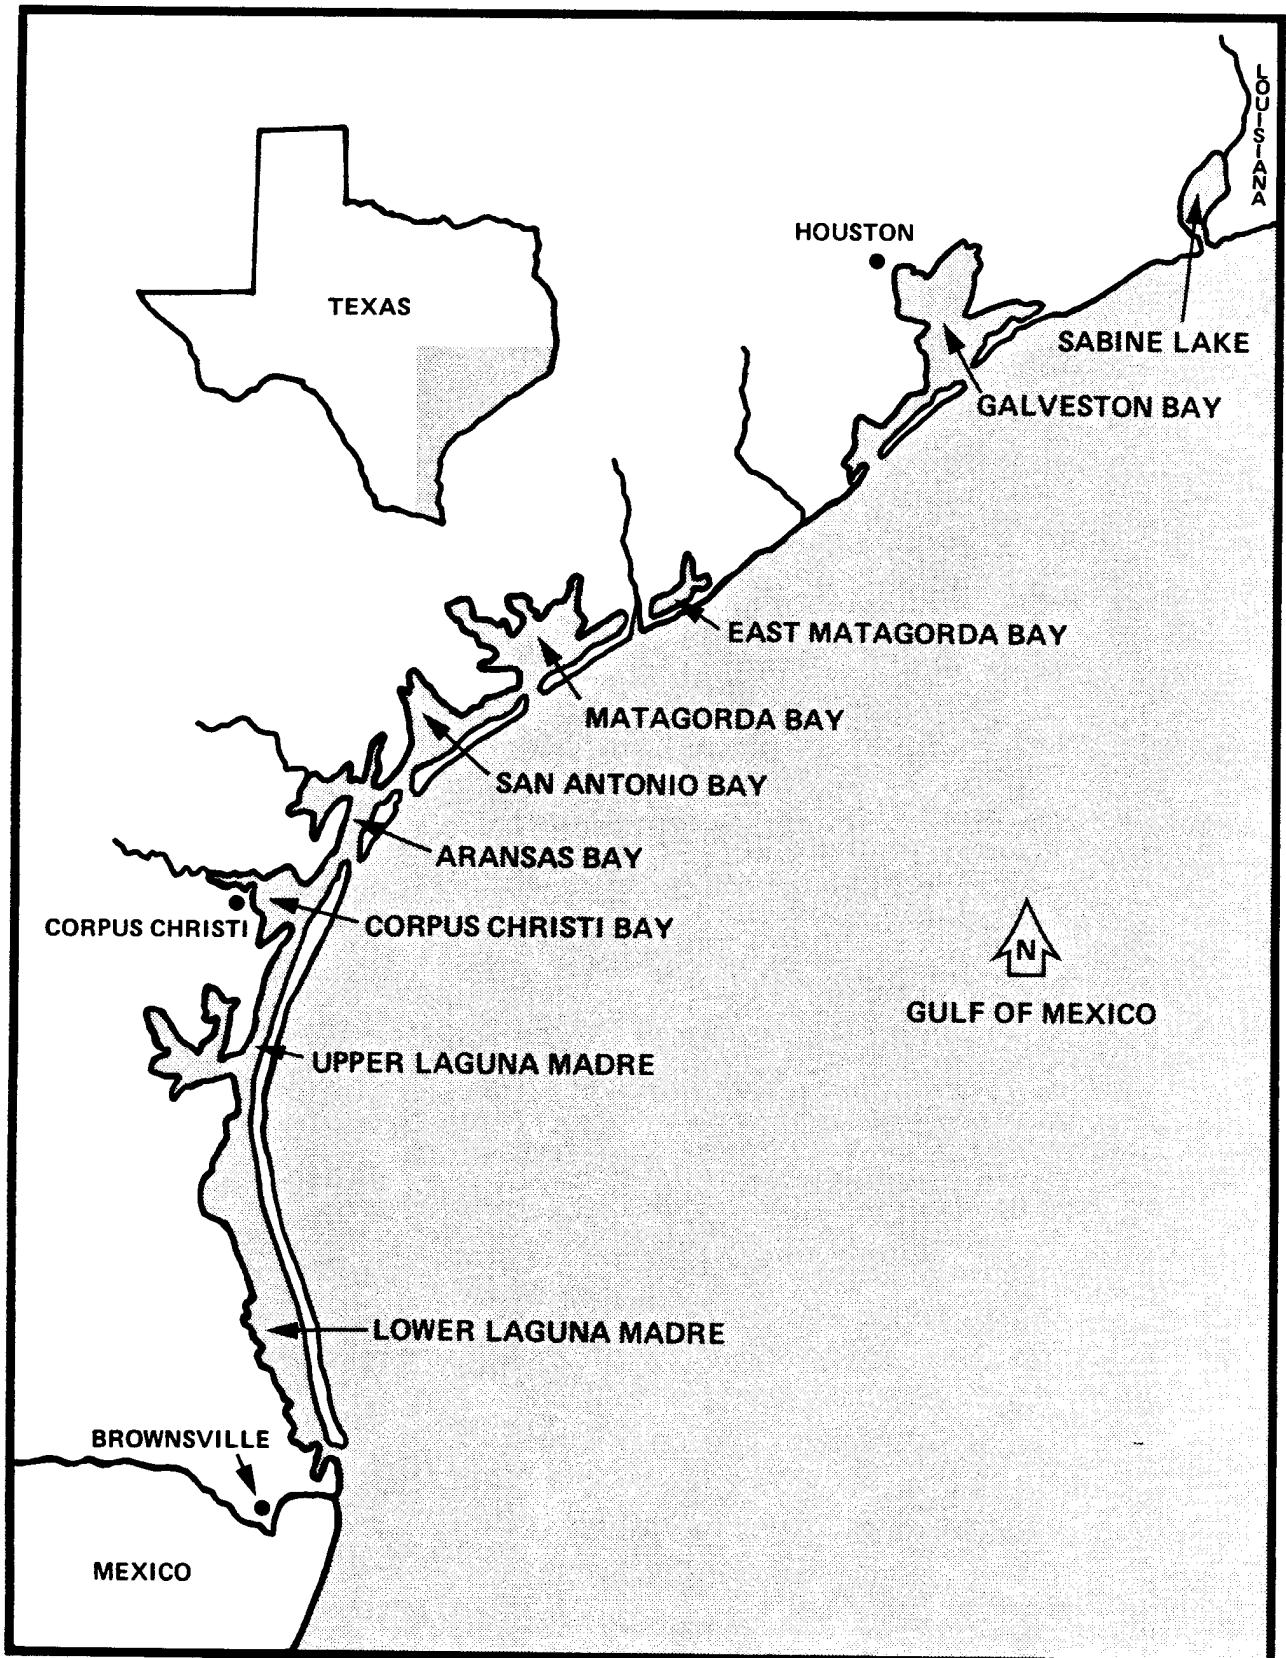 LOUISIANA
HOUSTON
TEXAS
SABINE LAKE
GALVESTON BAY
EAST MATAGORDA BAY
MATAGORDA BAY
SAN ANTONIO BAY
ARANSAS BAY
CORPUS CHRISTI
CORPUS CHRISTI BAY
N
GULF OF MEXICO
UPPER LAGUNA MADRE
LOWER LAGUNA MADRE
BROWNSVILLE
MEXICO